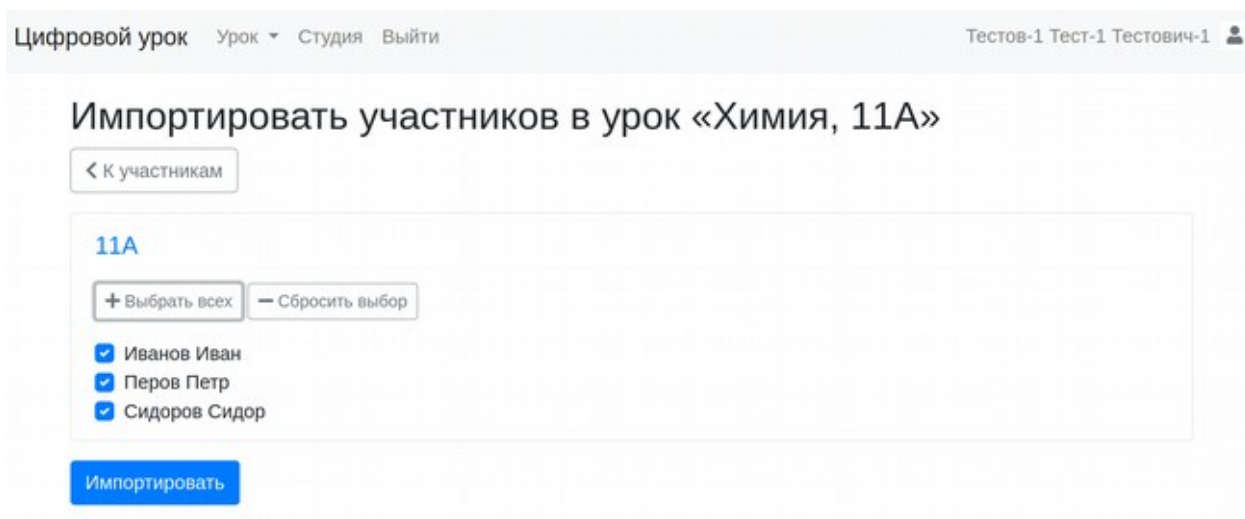 Цифровой урок Урок Студия Выйти Тестов-1 Тест-1 Тестович-1
Импортировать участников в урок «Химия, 11А»
К участникам
11А
Выбрать всех Сбросить выбор
Иванов Иван
Перов Петр
Сидоров Сидор
Импортировать